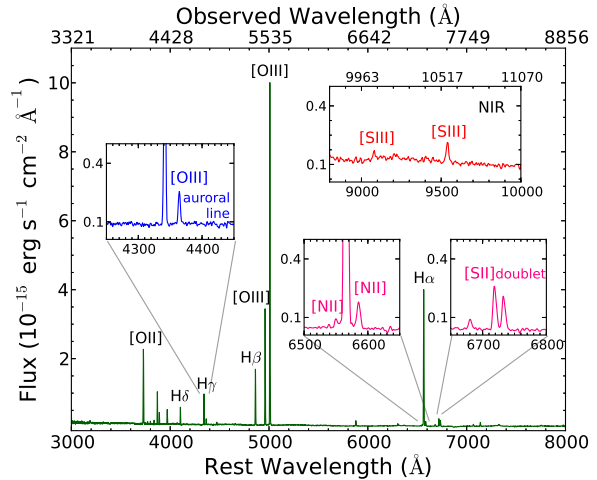 Observed Wavelength (Å)
3321 4428 5535 6642 7749 8856
10
8
6
4
2
Flux (10⁻¹⁵ erg s⁻¹ cm⁻² Å⁻¹)
[OIII]
9963 10517 11070
0.4
0.1
NIR
[SIII] [SIII]
9000 9500 10000
0.4
0.1
[OIII]
auroral
line
4300 4400
0.4
0.1
[NII] [NII]
6500 6600
0.4
0.1
[SII]doublet
6700 6800
[OII]
Hδ
Hγ
Hβ
[OIII]
Hα
3000 4000 5000 6000 7000 8000
Rest Wavelength (Å)